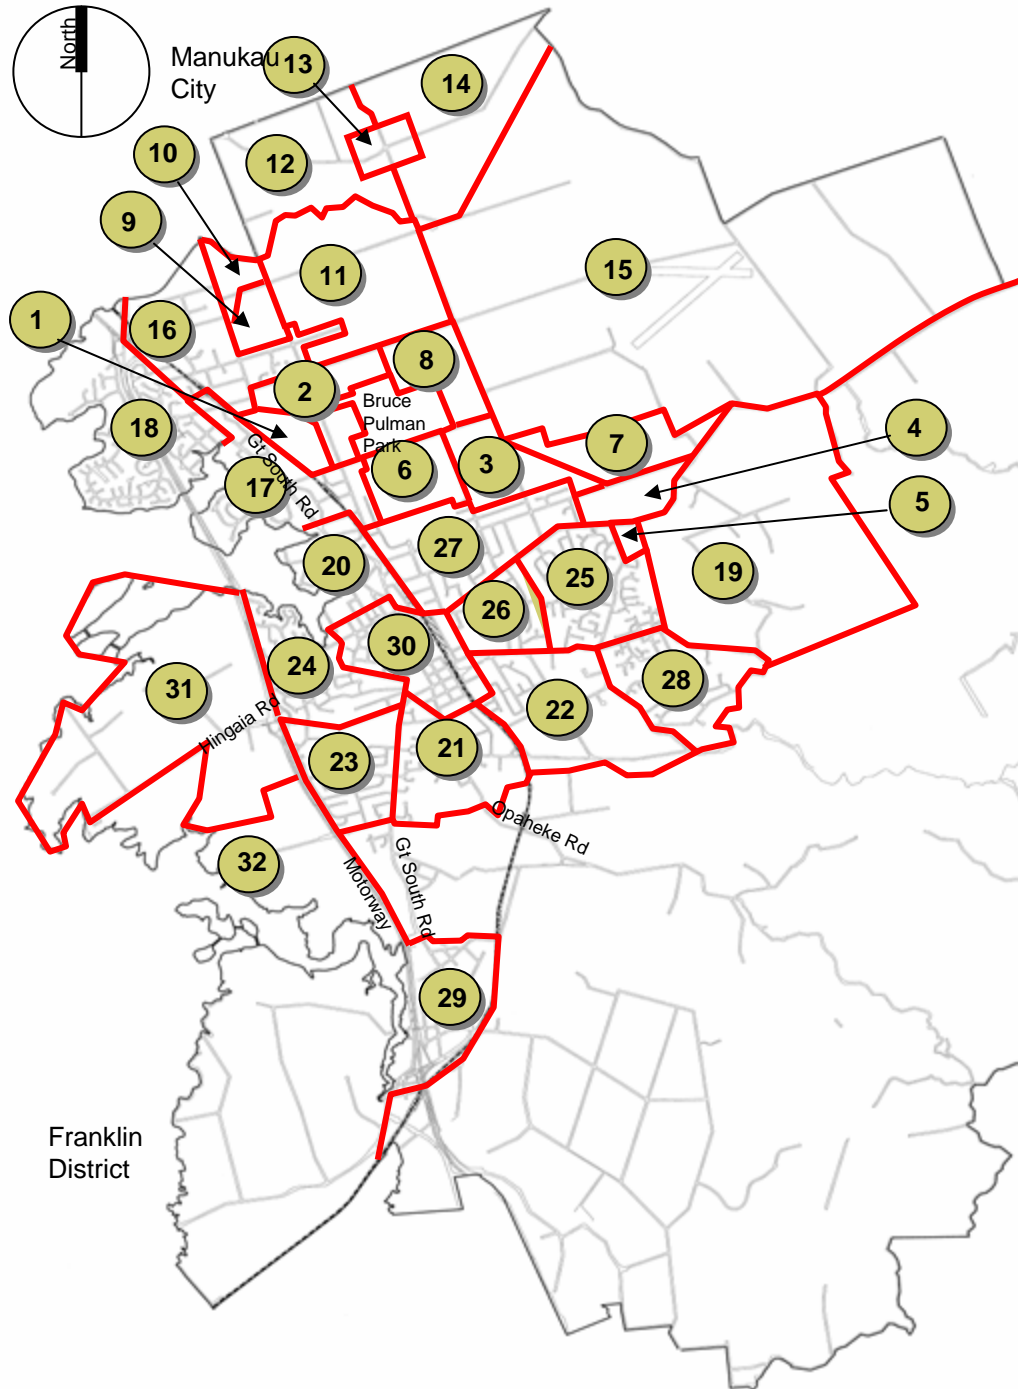 North
Manukau
City
13
14
10
12
9
11
15
1
16
2
8
Bruce
Pulman
Park
18
Gt South Rd
6
3
7
4
17
5
20
27
25
19
26
30
24
31
28
22
Hingaia Rd
23
21
Opaheke Rd
32
Motorway
Gt South Rd
29
Franklin
District